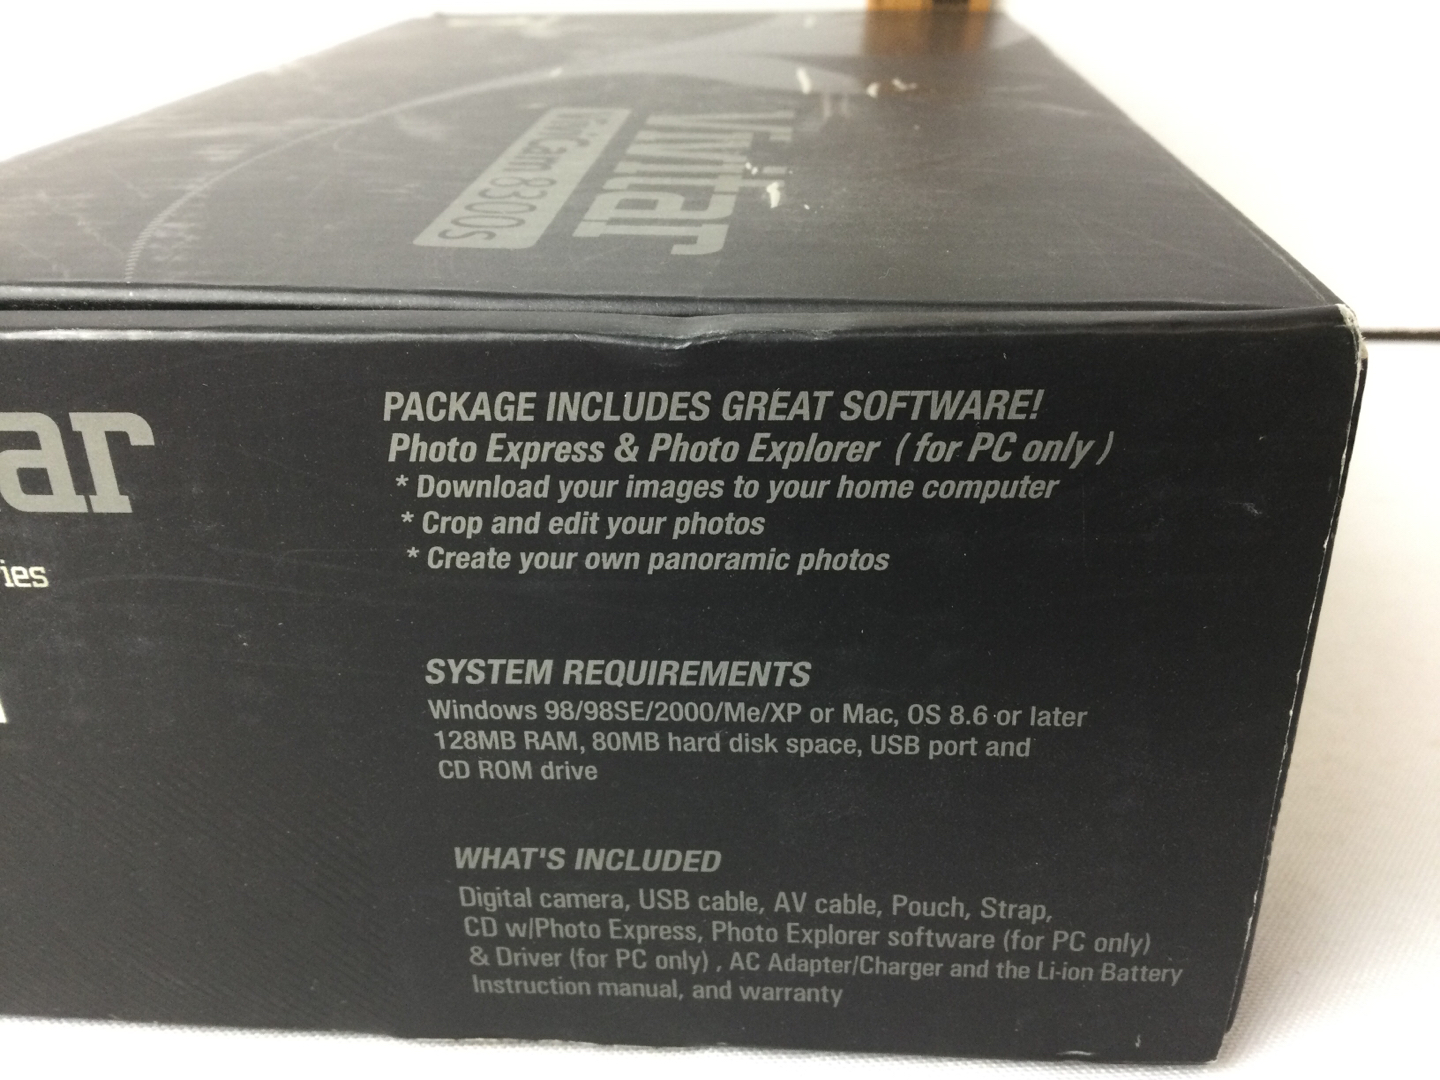 Vivitar
ViviCam 8300s
ar
ies
PACKAGE INCLUDES GREAT SOFTWARE!
Photo Express & Photo Explorer (for PC only)
* Download your images to your home computer
* Crop and edit your photos
* Create your own panoramic photos
SYSTEM REQUIREMENTS
Windows 98/98SE/2000/Me/XP or Mac, OS 8.6 or later
128MB RAM, 80MB hard disk space, USB port and
CD ROM drive
WHAT'S INCLUDED
Digital camera, USB cable, AV cable, Pouch, Strap,
CD w/Photo Express, Photo Explorer software (for PC only)
& Driver (for PC only) , AC Adapter/Charger and the Li-ion Battery
Instruction manual, and warranty